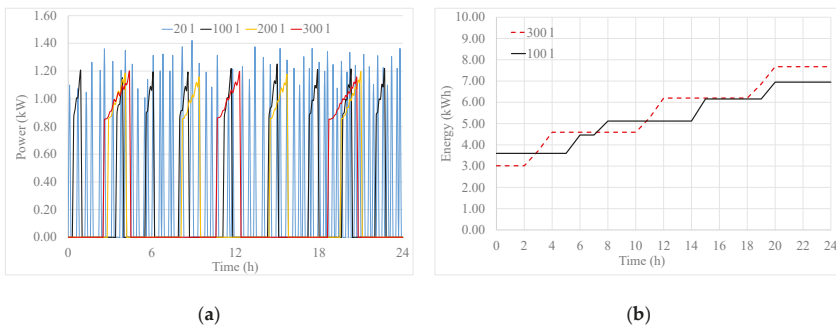 20 l 100 l 200 l 300 l
1.60
1.40
1.20
1.00
0.80
0.60
0.40
0.20
0.00
Power (kW)
0 6 12 18 24
Time (h)
(a)
10.00
9.00
8.00
7.00
6.00
5.00
4.00
3.00
2.00
1.00
0.00
Energy (kWh)
300 l
100 l
0 2 4 6 8 10 12 14 16 18 20 22 24
Time (h)
(b)